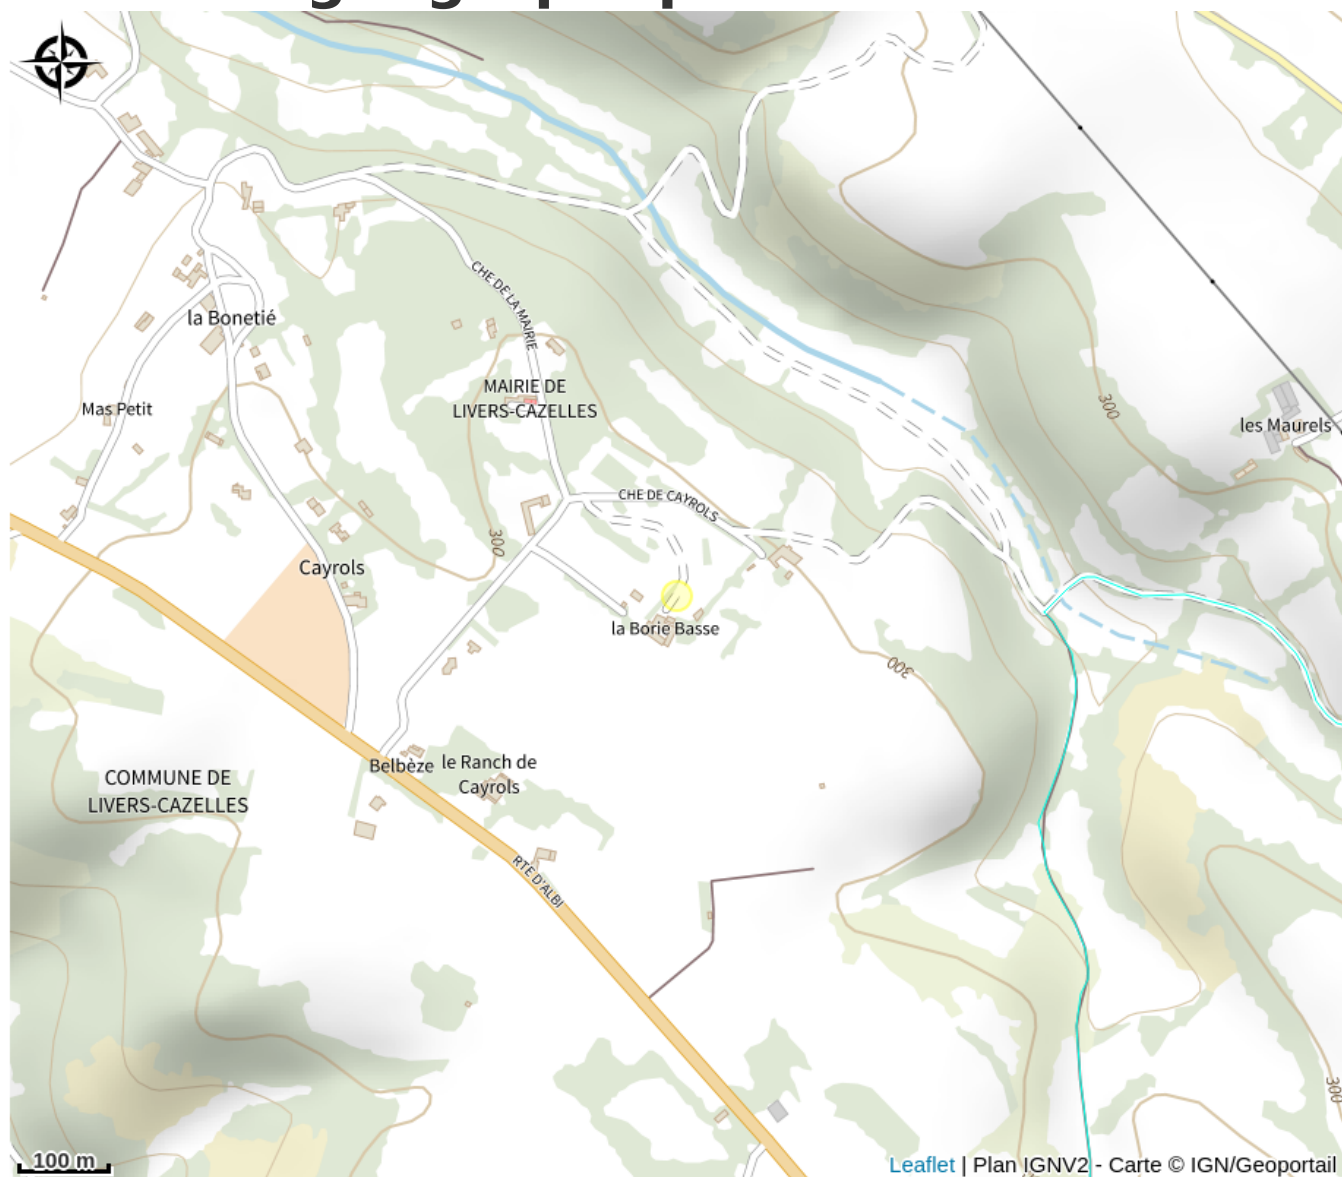 CHE DE LA MAIRIE
la Bonetié
MAIRIE DE
LIVERS-CAZELLES
Mas Petit
300
les Maurels
CHE DE CAYROLS
300
Cayrols
la Borie Basse
300
Belbèze
le Ranch de
Cayrols
COMMUNE DE
LIVERS-CAZELLES
RTE D'ALBI
300
100 m
Leaflet | Plan IGNV2 - Carte © IGN/Geoportail